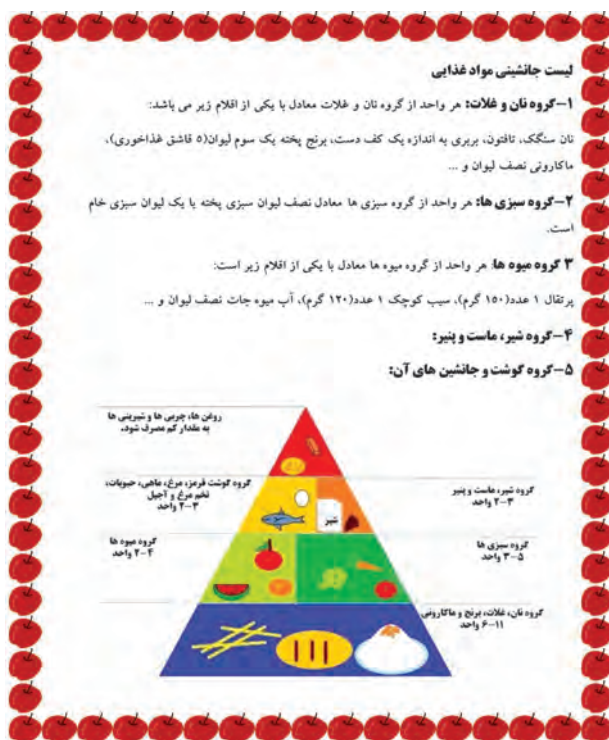 لیست جانشینی مواد غذایی
۱-گروه نان و غلات: هر واحد از گروه نان و غلات معادل با یکی از اقلام زیر می باشد:
نان سنگک، تافتون، بربری به اندازه یک کف دست، برنج پخته یک سوم لیوان(۵ قاشق غذاخوری)،
ماکارونی نصف لیوان و ...
۲-گروه سبزی ها: هر واحد از گروه سبزی ها معادل نصف لیوان سبزی پخته یا یک لیوان سبزی خام
است.
۳ گروه میوه ها: هر واحد از گروه میوه ها معادل با یکی از اقلام زیر است:
پرتقال ۱ عدد(۱۵۰ گرم)، سیب کوچک ۱ عدد(۱۲۰ گرم)، آب میوه جات نصف لیوان و ...
۴-گروه شیر، ماست و پنیر:
۵-گروه گوشت و جانشین های آن:
روغن ها، چربی ها و شیرینی ها
به مقدار کم مصرف شود.
گروه شیر، ماست و پنیر
۲-۳ واحد
گروه گوشت قرمز، مرغ، ماهی، حبوبات،
تخم مرغ و آجیل
۲-۳ واحد
شیر
گروه سبزی ها
۳-۵ واحد
گروه میوه ها
۲-۴ واحد
گروه نان، غلات، برنج و ماکارونی
۶-۱۱ واحد